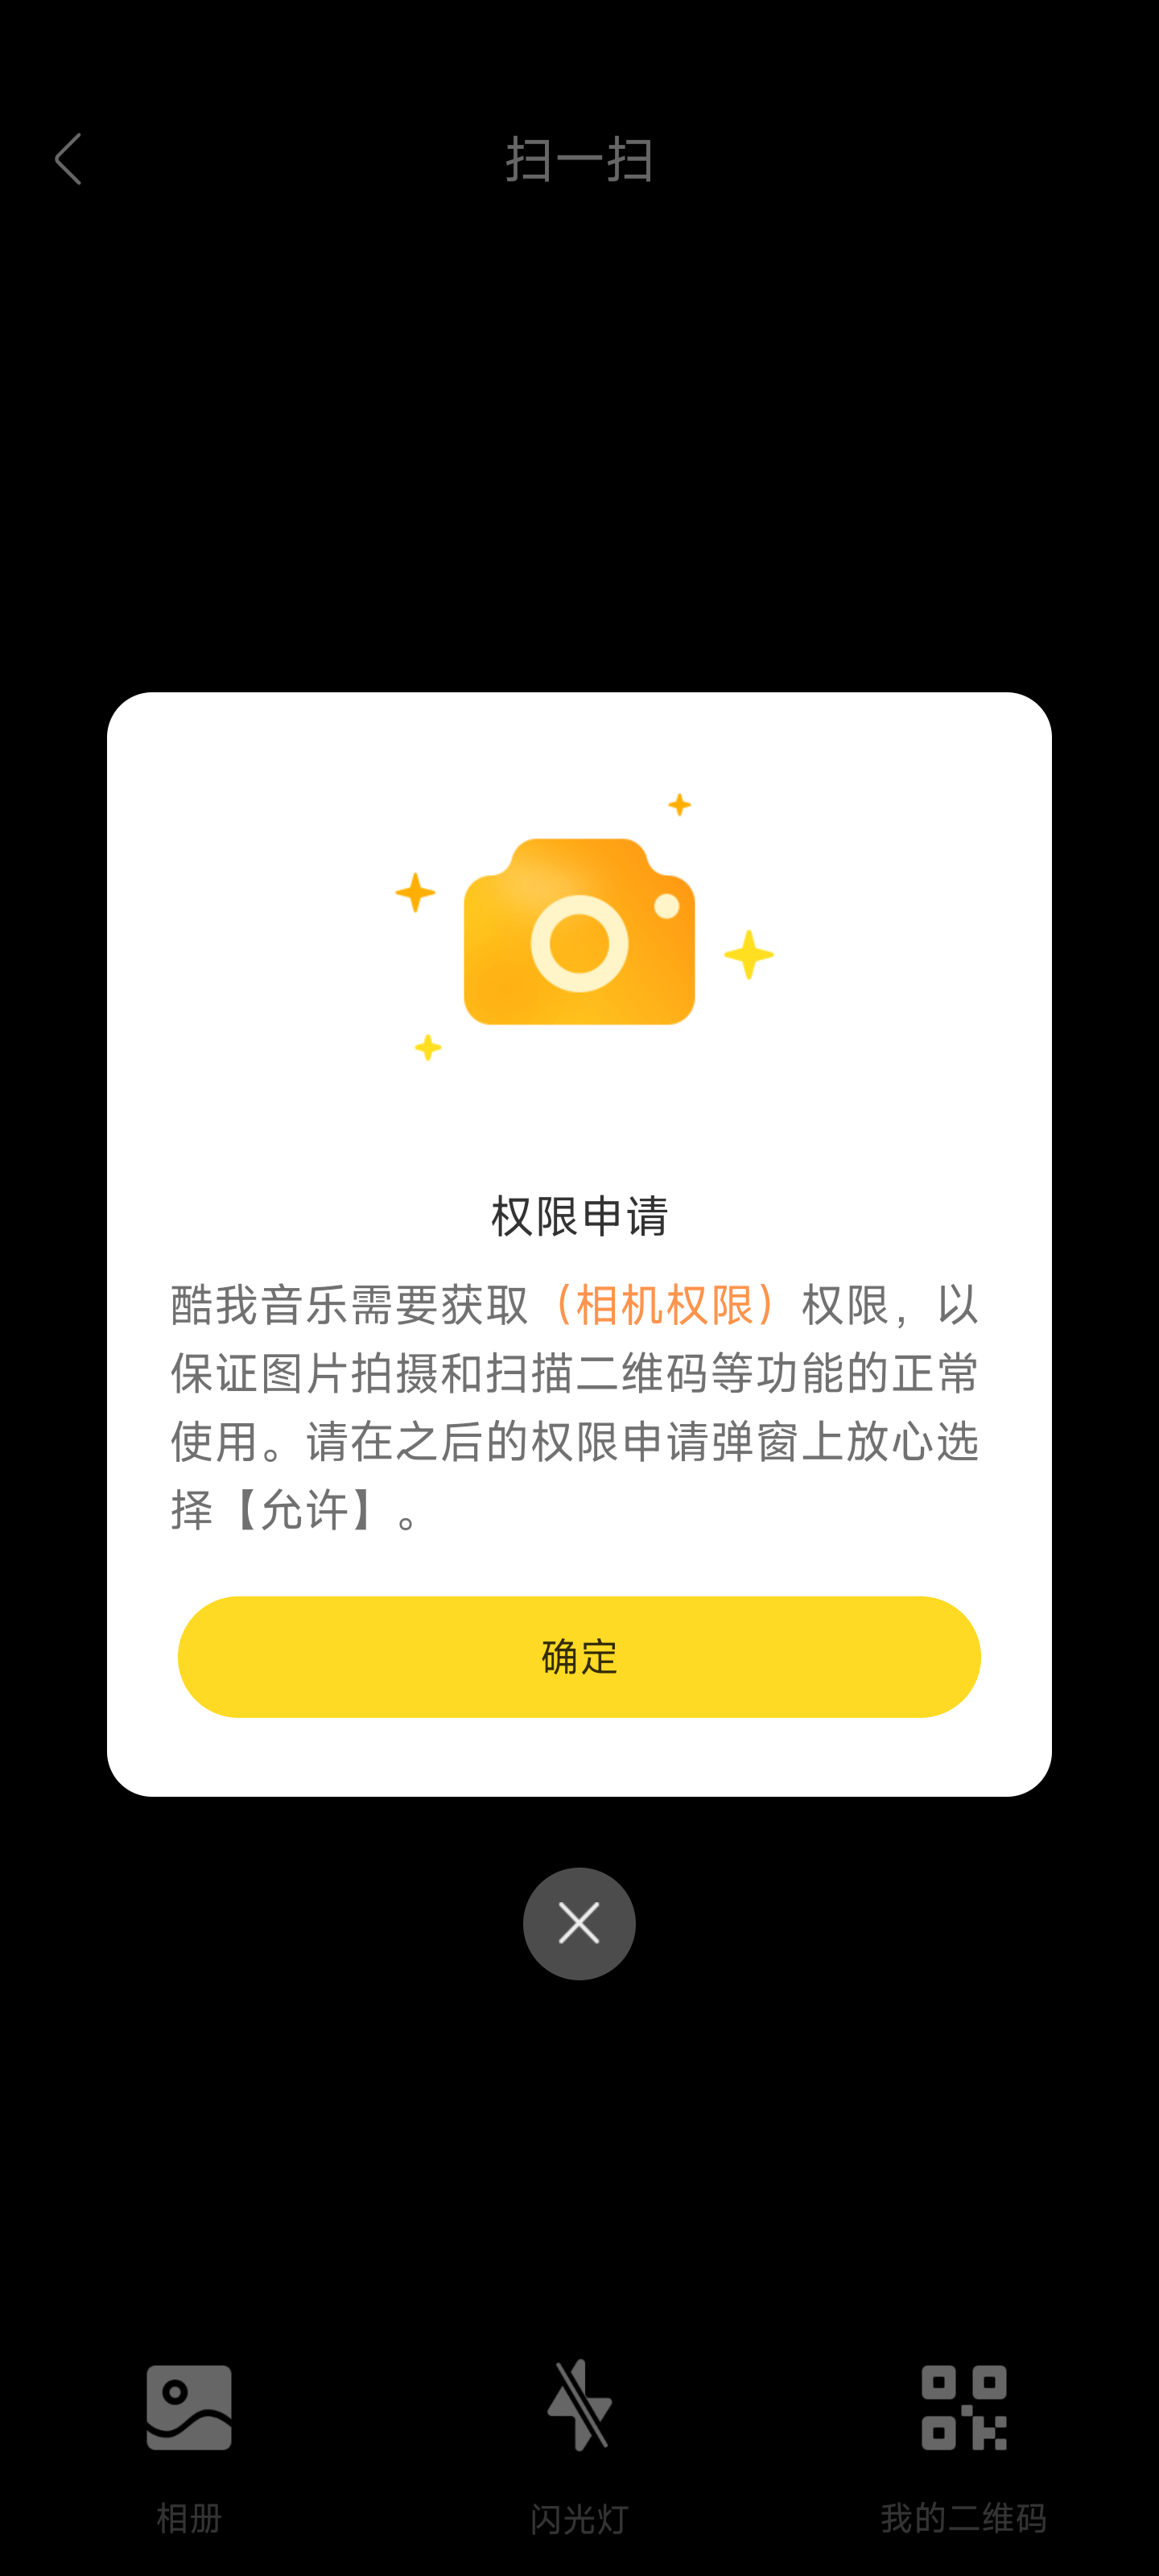 扫一扫
权限申请
酷我音乐需要获取（相机权限）权限，以
保证图片拍摄和扫描二维码等功能的正常
使用。请在之后的权限申请弹窗上放心选
择【允许】。
确定
相册
闪光灯
我的二维码